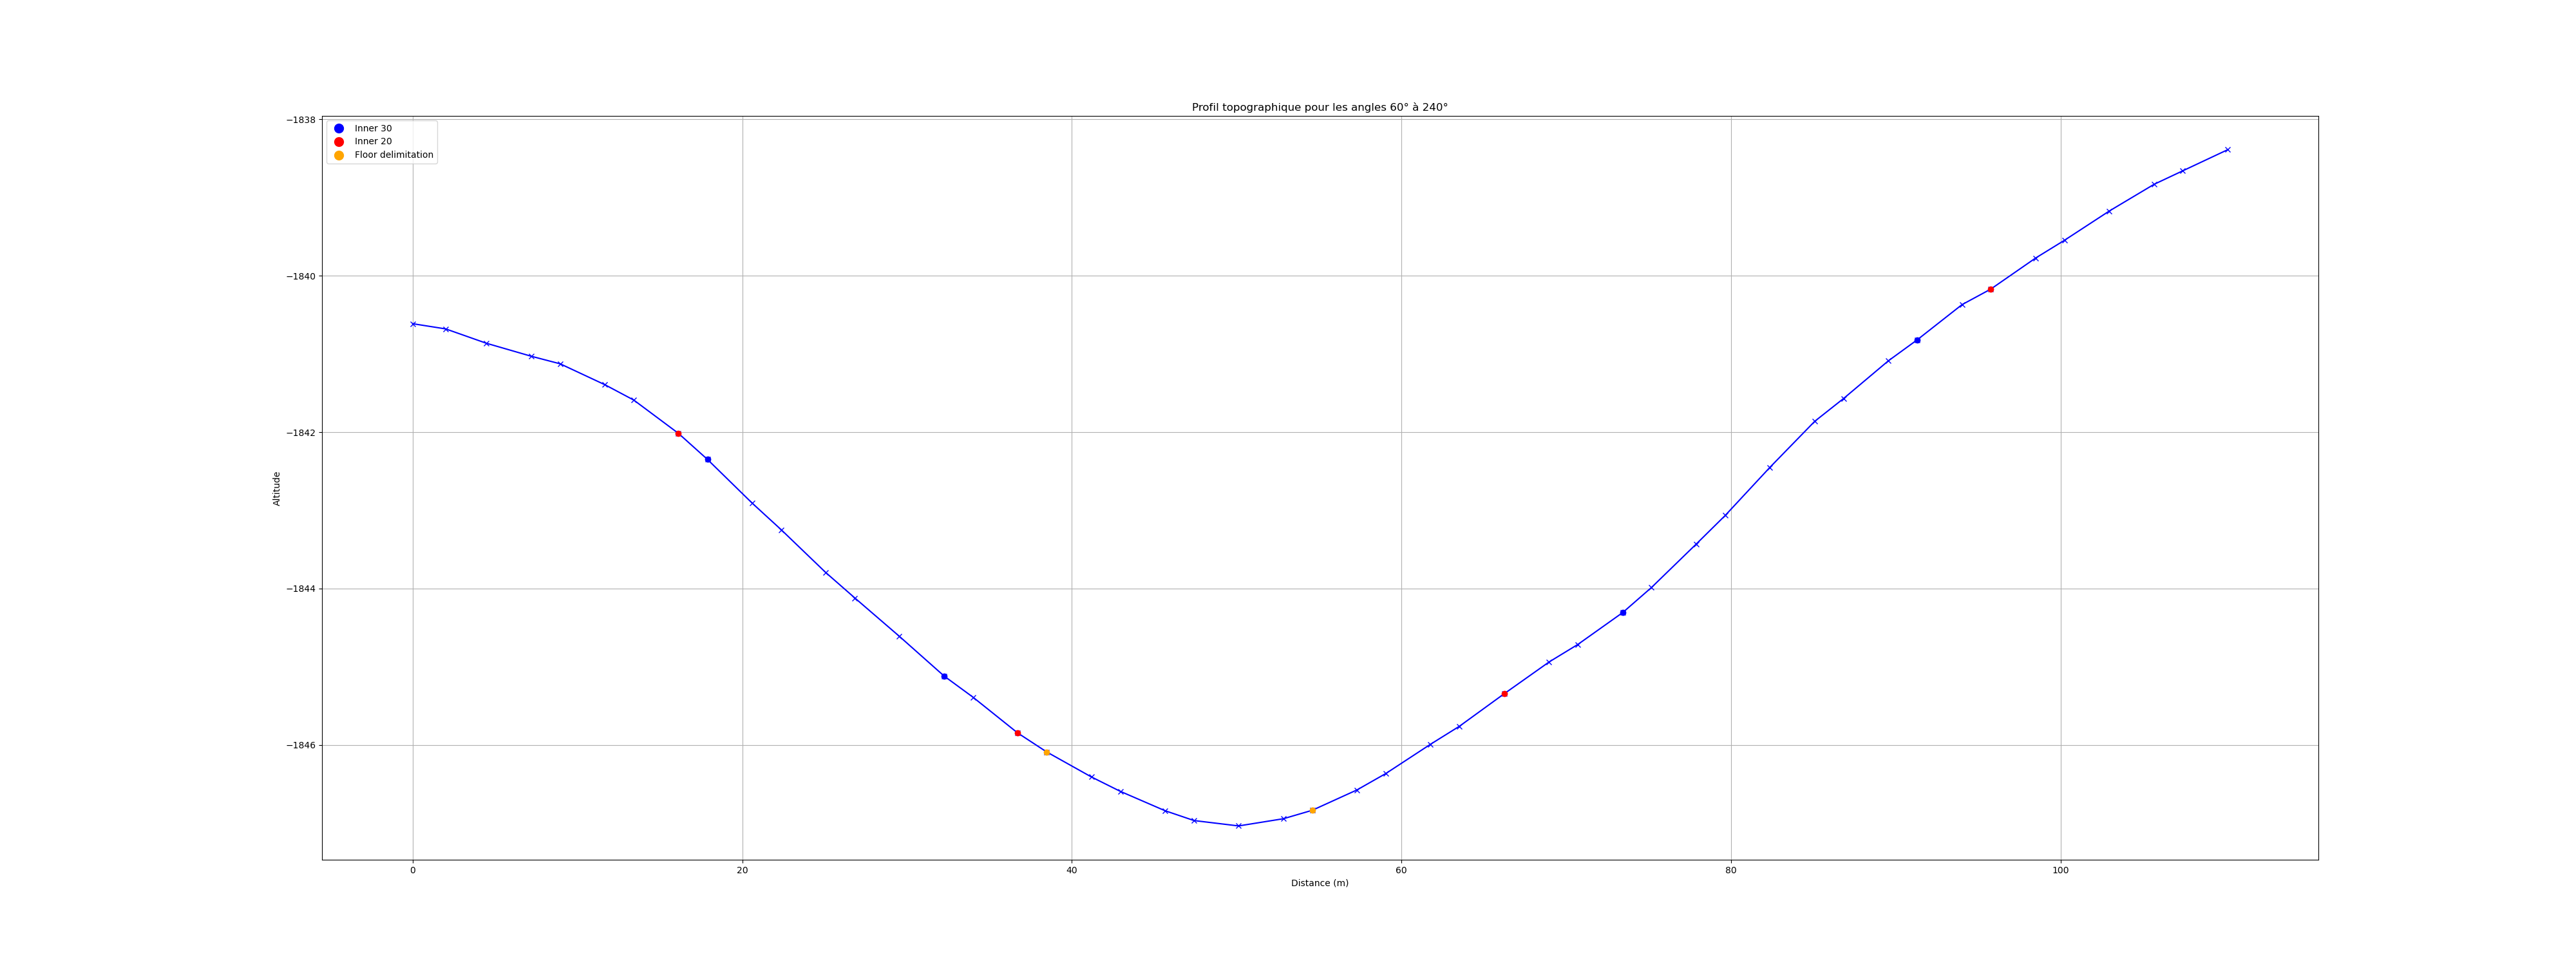 Profil topographique pour les angles 60° à 240°
Inner 30
Inner 20
Floor delimitation
−1838
−1840
−1842
−1844
−1846
Altitude
0 20 40 60 80 100
Distance (m)